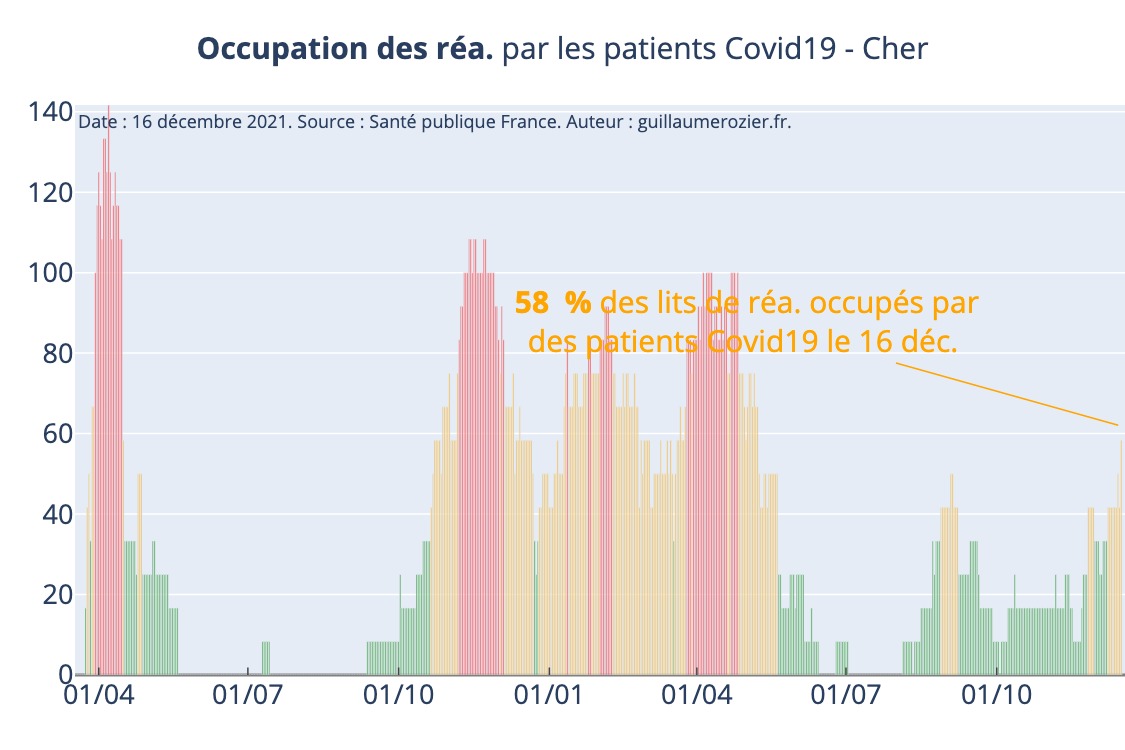 Occupation des réa. par les patients Covid19 - Cher
140
Date : 16 décembre 2021. Source : Santé publique France. Auteur : guillaumerozier.fr.
120
100
58 % des lits de réa. occupés par
des patients Covid19 le 16 déc.
80
60
40
20
0
01/04 01/07 01/10 01/01 01/04 01/07 01/10